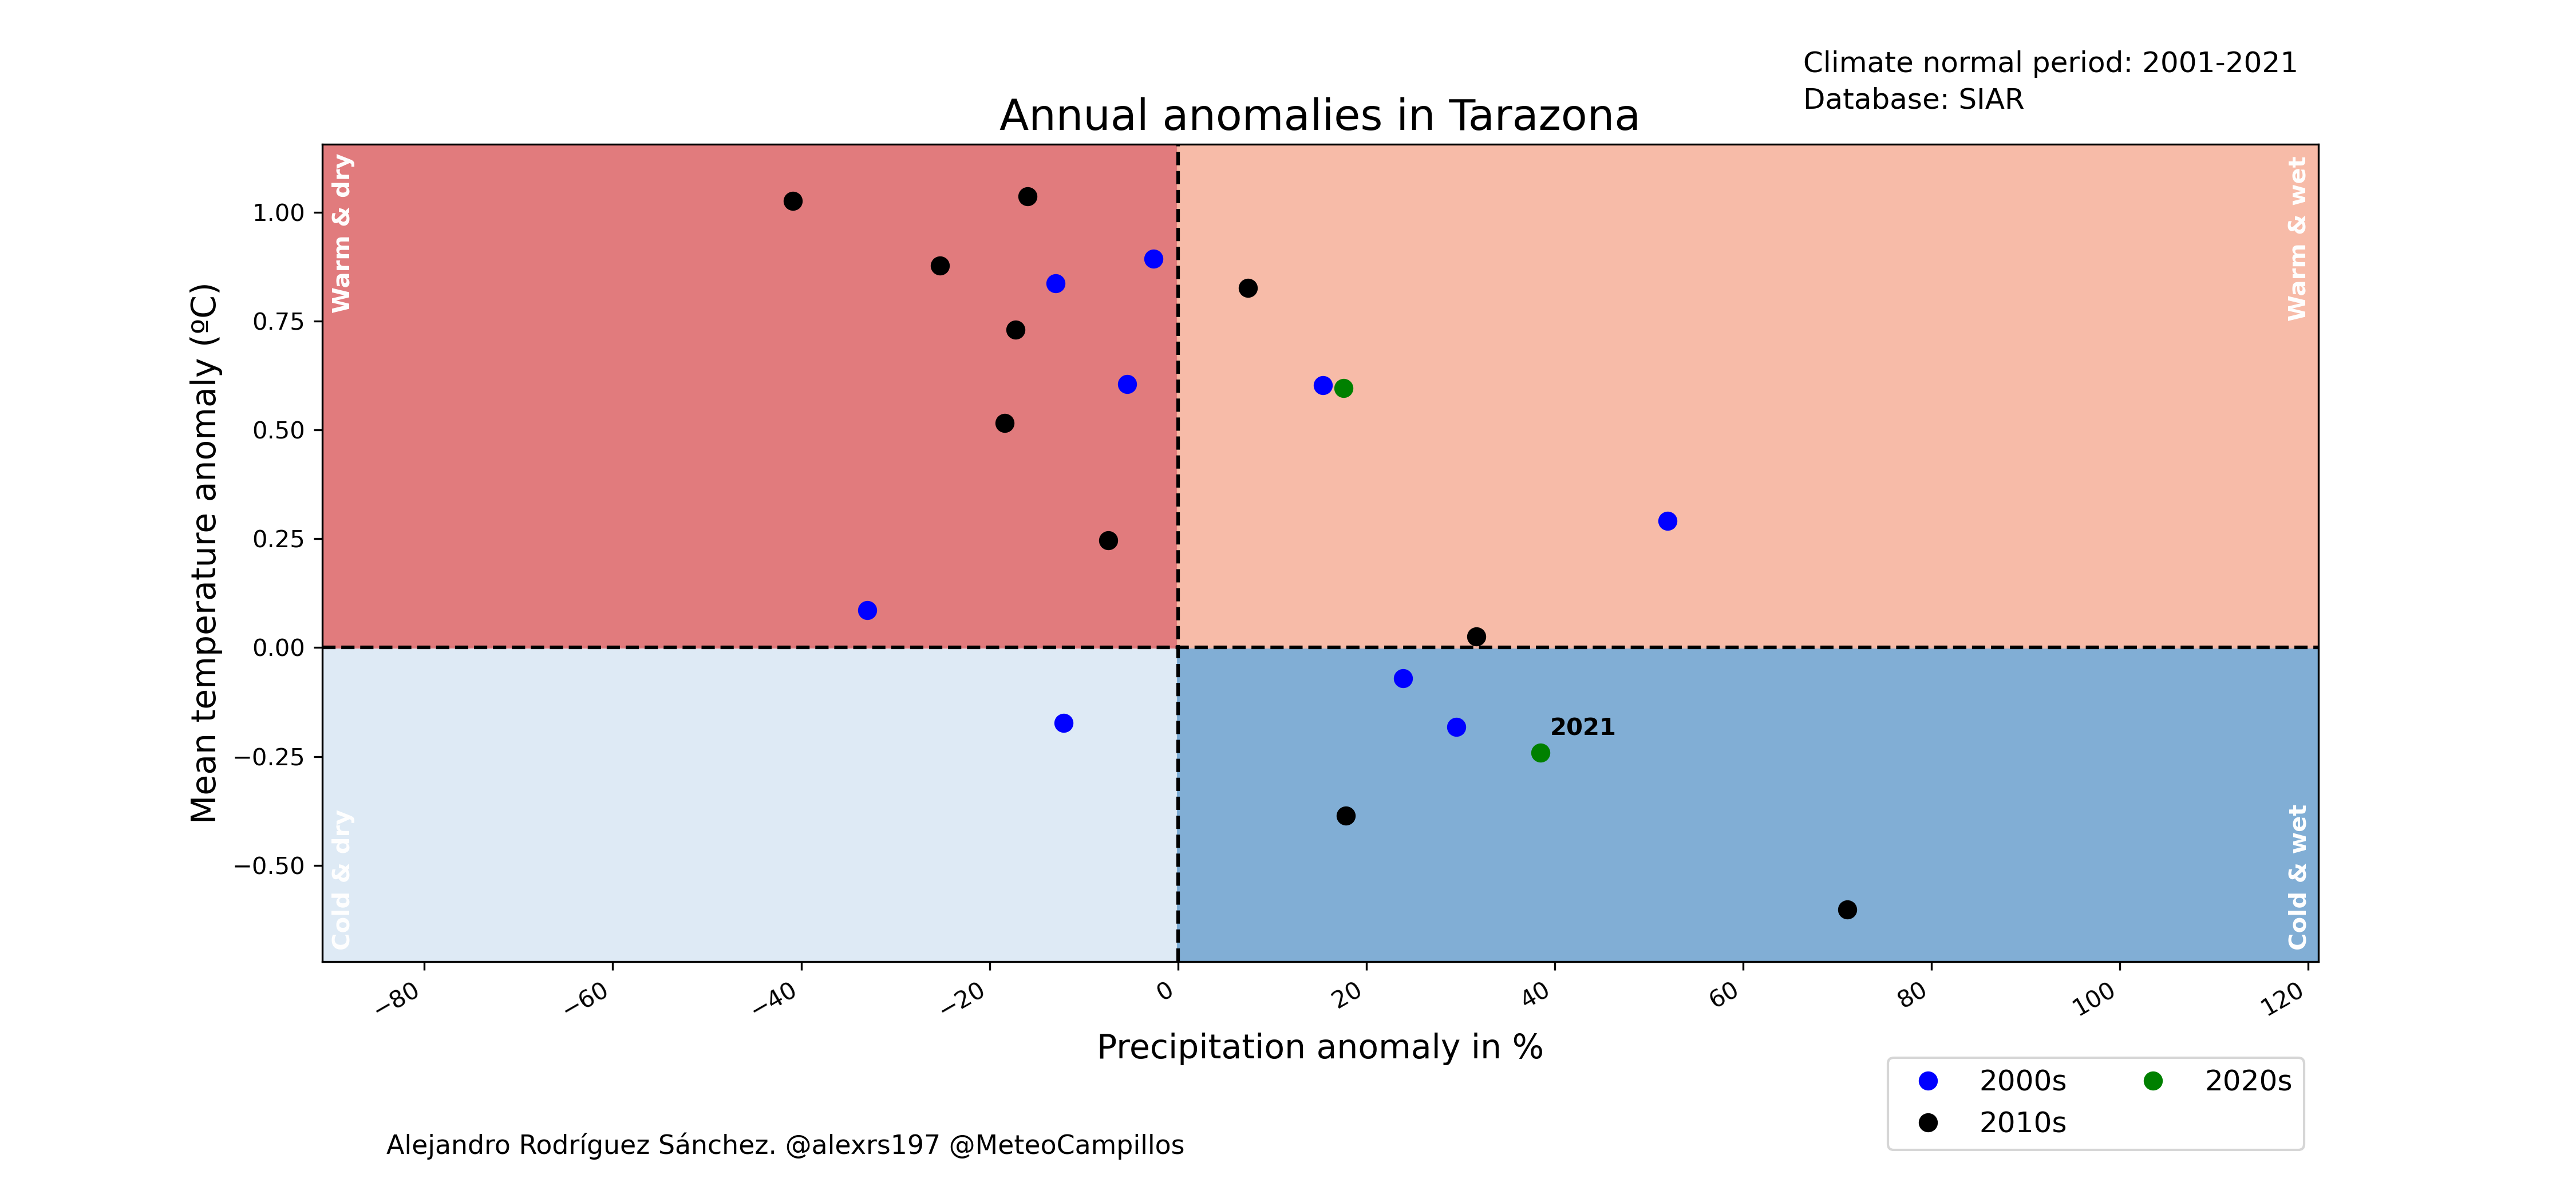 Climate normal period: 2001-2021
Database: SIAR
Annual anomalies in Tarazona
Warm & dry
Warm & wet
Mean temperature anomaly (ºC)
1.00
0.75
0.50
0.25
0.00
−0.25
−0.50
2021
Cold & dry
Cold & wet
−80
−60
−40
−20
0
20
40
60
80
100
120
Precipitation anomaly in %
2000s
2020s
2010s
Alejandro Rodríguez Sánchez. @alexrs197 @MeteoCampillos